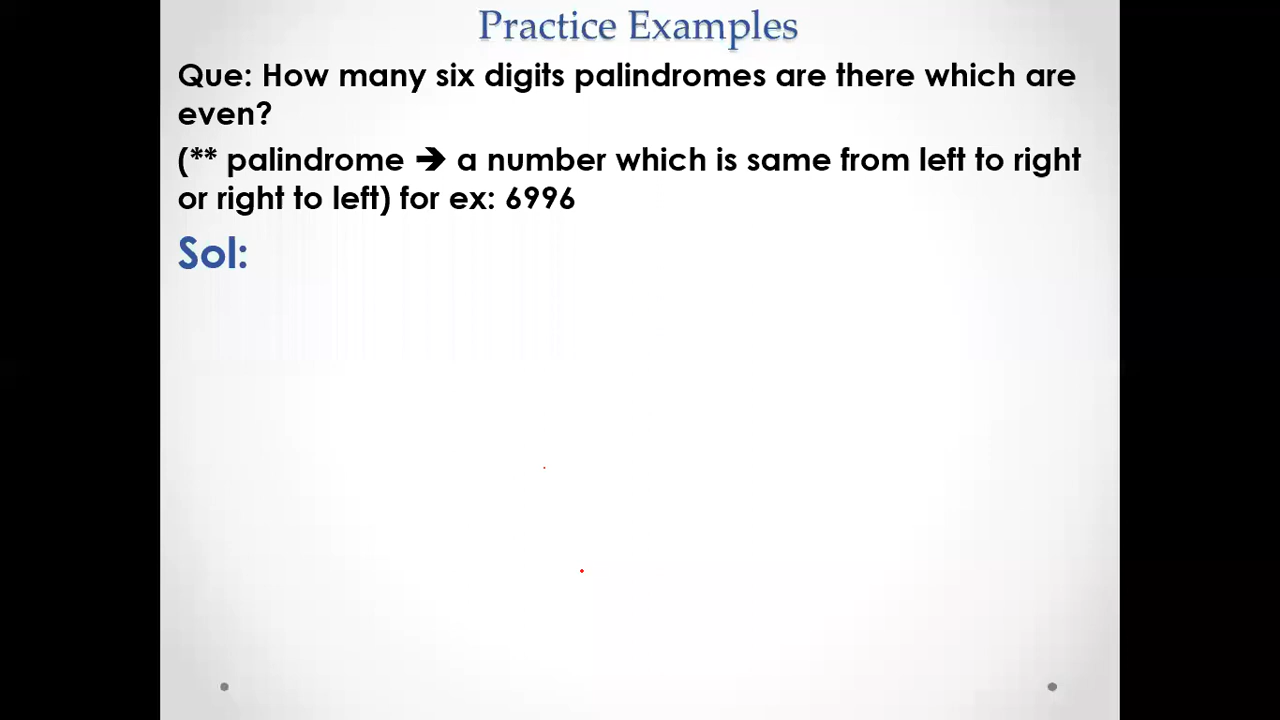 Practice Examples
Que: How many six digits palindromes are there which are
even?
(** palindrome ➔ a number which is same from left to right
or right to left) for ex: 6996
Sol: